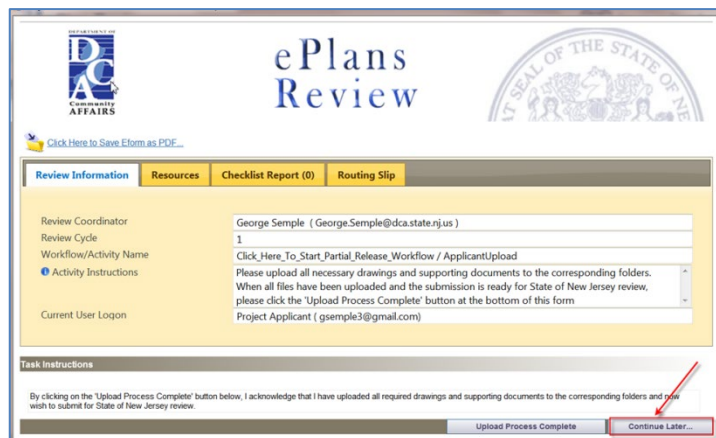 DEPARTMENT OF
DCA
Community
AFFAIRS
ePlans
Review
SEAL OF THE STATE OF NE
Click Here to Save Eform as PDF...
Review Information Resources Checklist Report (0) Routing Slip
Review Coordinator George Semple ( George.Semple@dca.state.nj.us )
Review Cycle 1
Workflow/Activity Name Click_Here_To_Start_Partial_Release_Workflow / ApplicantUpload
Activity Instructions Please upload all necessary drawings and supporting documents to the corresponding folders.
When all files have been uploaded and the submission is ready for State of New Jersey review,
please click the 'Upload Process Complete' button at the bottom of this form
Current User Logon Project Applicant ( gsemple3@gmail.com)
Task Instructions
By clicking on the 'Upload Process Complete' button below, I acknowledge that I have uploaded all required drawings and supporting documents to the corresponding folders and now
wish to submit for State of New Jersey review.
Upload Process Complete Continue Later...